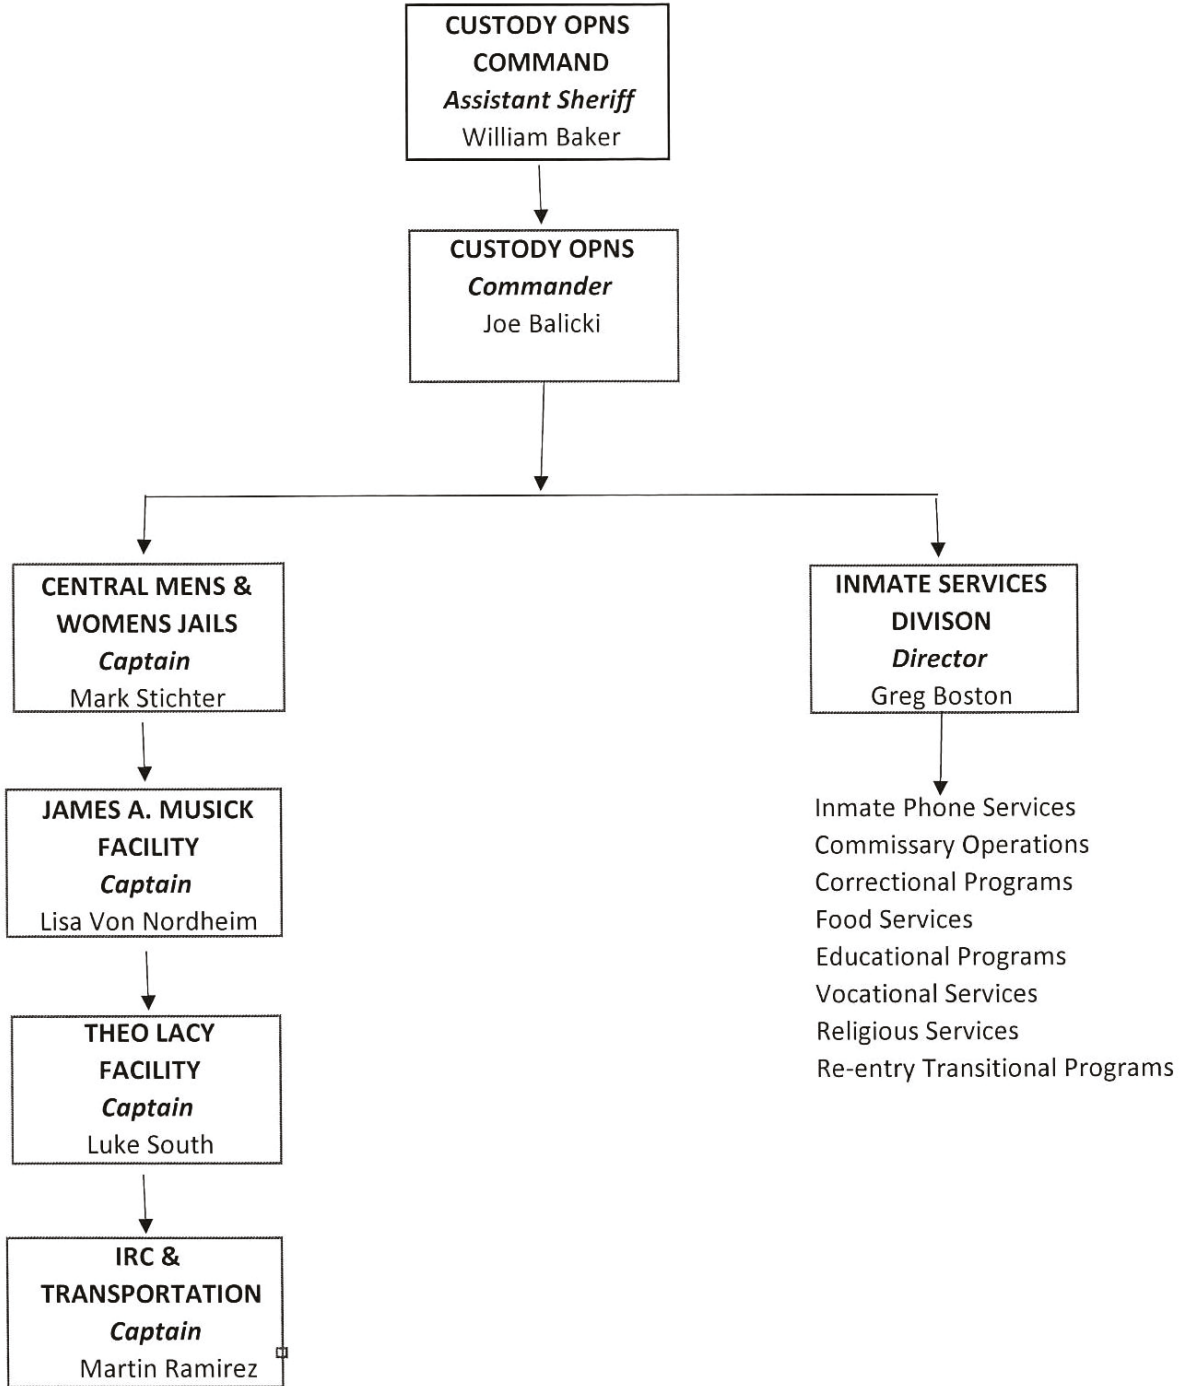 CUSTODY OPNS
COMMAND
Assistant Sheriff
William Baker
CUSTODY OPNS
Commander
Joe Balicki
CENTRAL MENS &
WOMENS JAILS
Captain
Mark Stichter
JAMES A. MUSICK
FACILITY
Captain
Lisa Von Nordheim
THEO LACY
FACILITY
Captain
Luke South
IRC &
TRANSPORTATION
Captain
Martin Ramirez
INMATE SERVICES
DIVISON
Director
Greg Boston
Inmate Phone Services
Commissary Operations
Correctional Programs
Food Services
Educational Programs
Vocational Services
Religious Services
Re-entry Transitional Programs